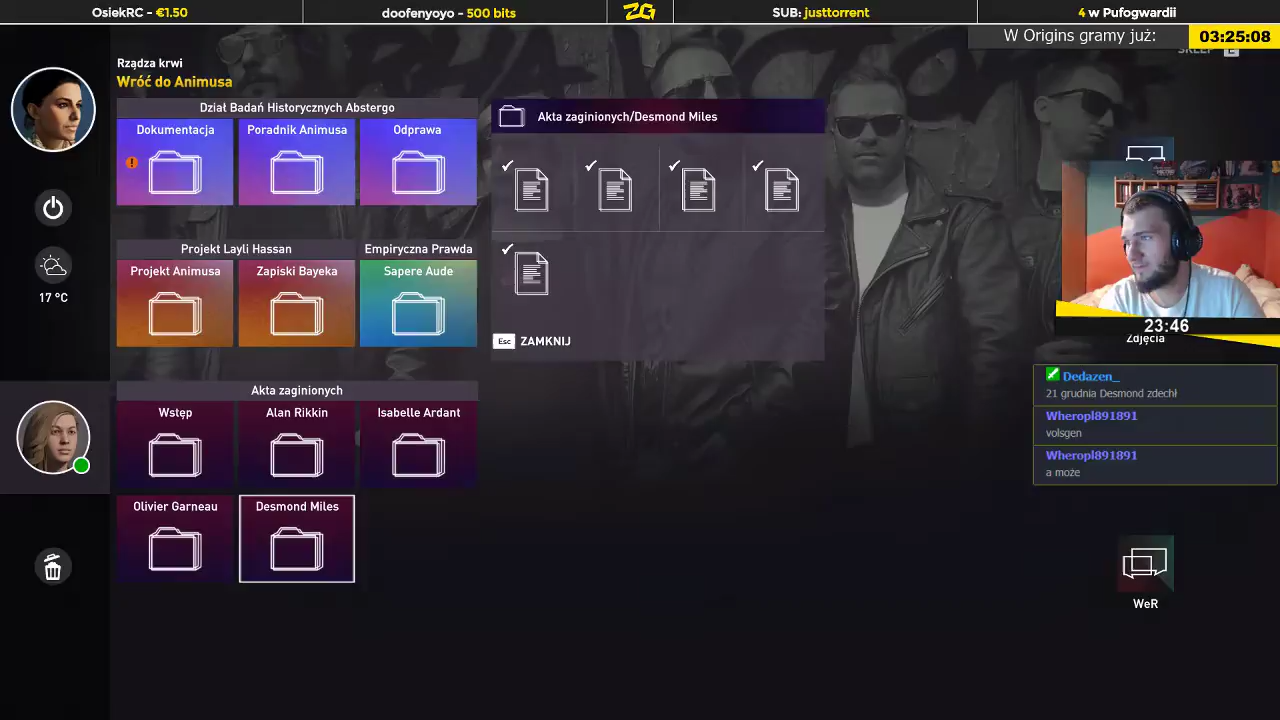 OsiekRC - €1.50
doofenyoyo - 500 bits
ZG
SUB: justtorrent
4 w Pufogwardii
W Origins gramy już:
03:25:08
SKLEP E
Rządza krwi
Wróć do Animusa
Dział Badań Historycznych Abstergo
Dokumentacja
Poradnik Animusa
Odprawa
Akta zaginionych/Desmond Miles
17 °C
Projekt Layli Hassan
Empiryczna Prawda
Projekt Animusa
Zapiski Bayeka
Sapere Aude
Esc ZAMKNIJ
23:46
Zdjęcia
Akta zaginionych
Wstęp
Alan Rikkin
Isabelle Ardant
Olivier Garneau
Desmond Miles
Dedazen_
21 grudnia Desmond zdechł
Wheropl891891
volsgen
Wheropl891891
a może
WeR